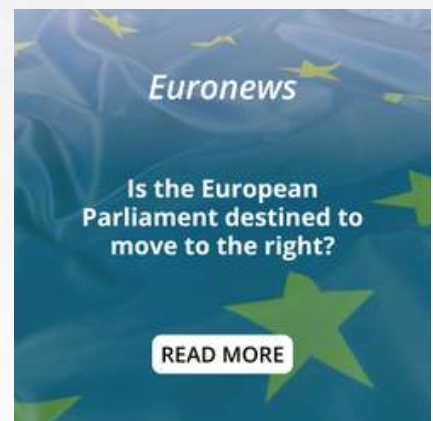 Euronews
Is the European
Parliament destined to
move to the right?
READ MORE